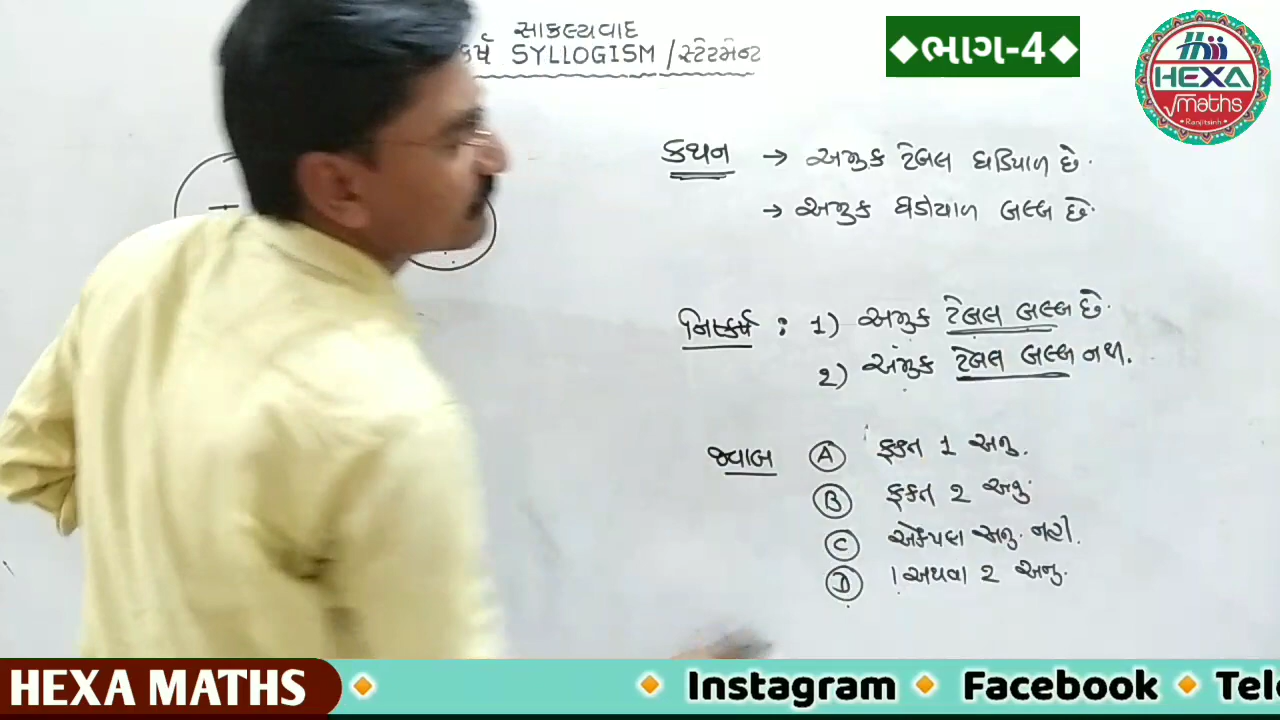 સાકલ્યવાદ
ર્ષ SYLLOGISM / સ્ટેટમેન્ટ
◆ભાગ-4◆
HEXA
√maths
Ranjitsinh
કથન → અમુક ટેબલ ઘડિયાળ છે.
→ અમુક ઘડીયાળ બલ્બ છે.
નિષ્કર્ષ : 1) અમુક ટેબલ બલ્બ છે.
2) અમુક ટેબલ બલ્બ નથી.
જવાબ A ફક્ત 1 અનુ.
B ફક્ત 2 અનુ.
C એકપણ અનુ. નહી.
D 1 અથવા 2 અનુ.
HEXA MATHS Instagram Facebook Tele